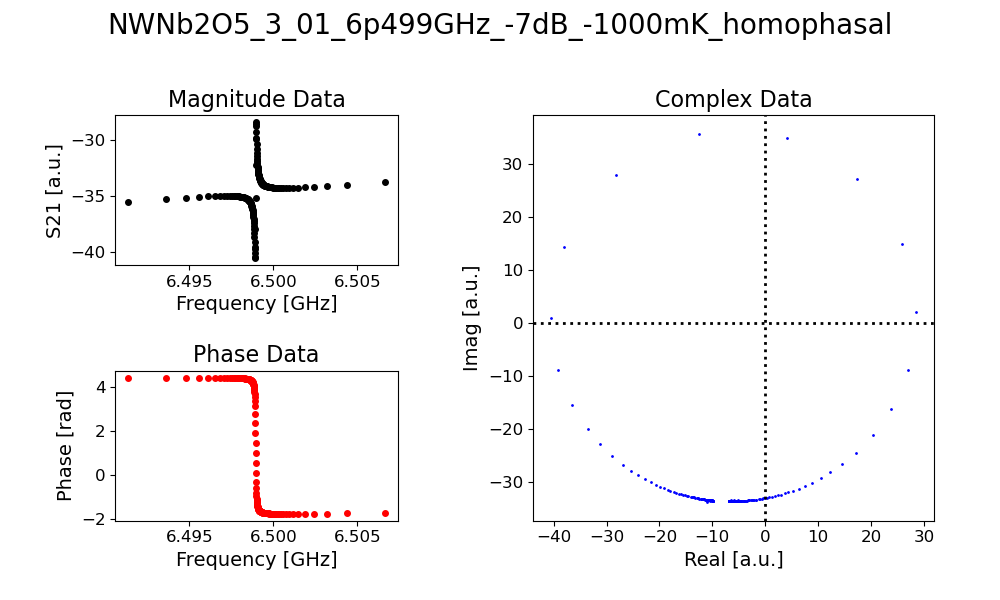 NWNb2O5_3_01_6p499GHz_-7dB_-1000mK_homophasal
Magnitude Data
S21 [a.u.]
−30
−35
−40
6.495 6.500 6.505
Frequency [GHz]
Phase Data
Phase [rad]
4
2
0
−2
6.495 6.500 6.505
Frequency [GHz]
Complex Data
Imag [a.u.]
30
20
10
0
−10
−20
−30
−40 −30 −20 −10 0 10 20 30
Real [a.u.]